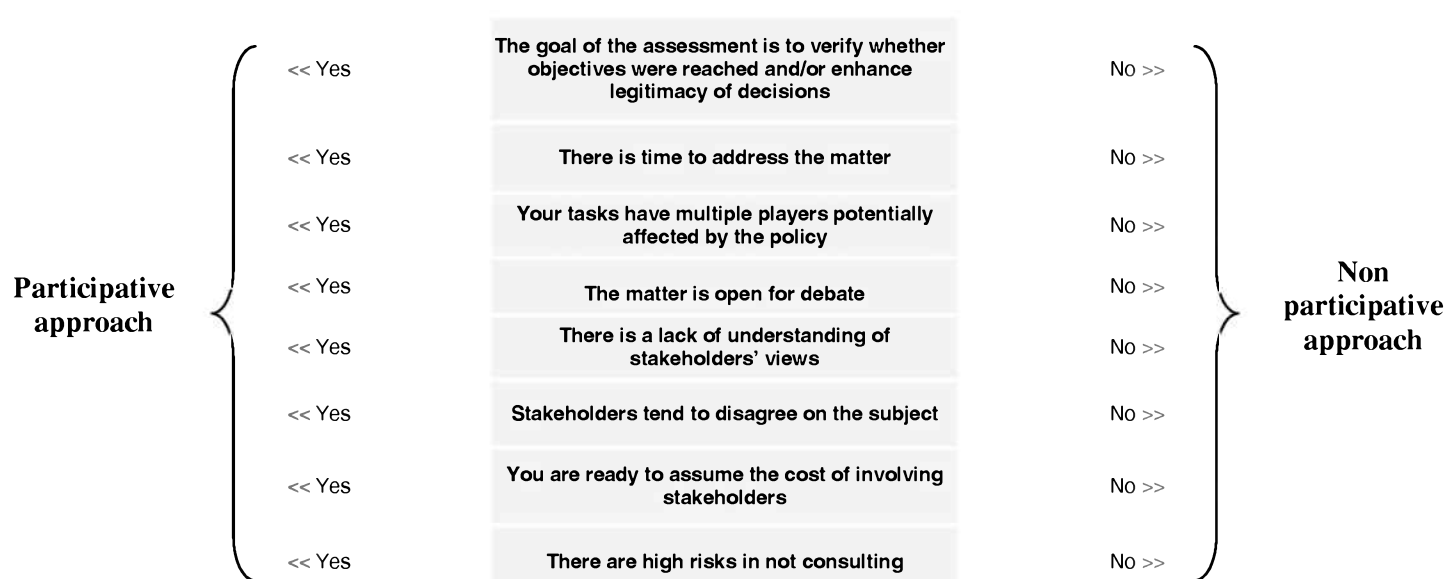 The goal of the assessment is to verify whether
<< Yes objectives were reached and/or enhance No >>
legitimacy of decisions
<< Yes There is time to address the matter No >>
Your tasks have multiple players potentially
<< Yes affected by the policy No >>
Participative
approach
Non
participative
approach
<< Yes The matter is open for debate No >>
There is a lack of understanding of
<< Yes stakeholders’ views No >>
<< Yes Stakeholders tend to disagree on the subject No >>
You are ready to assume the cost of involving
<< Yes stakeholders No >>
<< Yes There are high risks in not consulting No >>